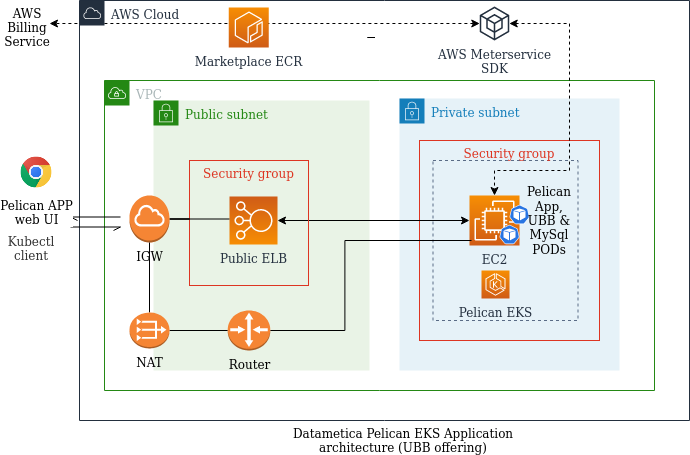 AWS
Billing
Service
AWS Cloud
Marketplace ECR
AWS Meterservice
SDK
VPC
Public subnet
Private subnet
Security group
Security group
Pelican APP
web UI
Kubectl
client
IGW
Public ELB
EC2
Pelican
App,
UBB &
MySql
PODs
Pelican EKS
NAT
Router
Datametica Pelican EKS Application
architecture (UBB offering)